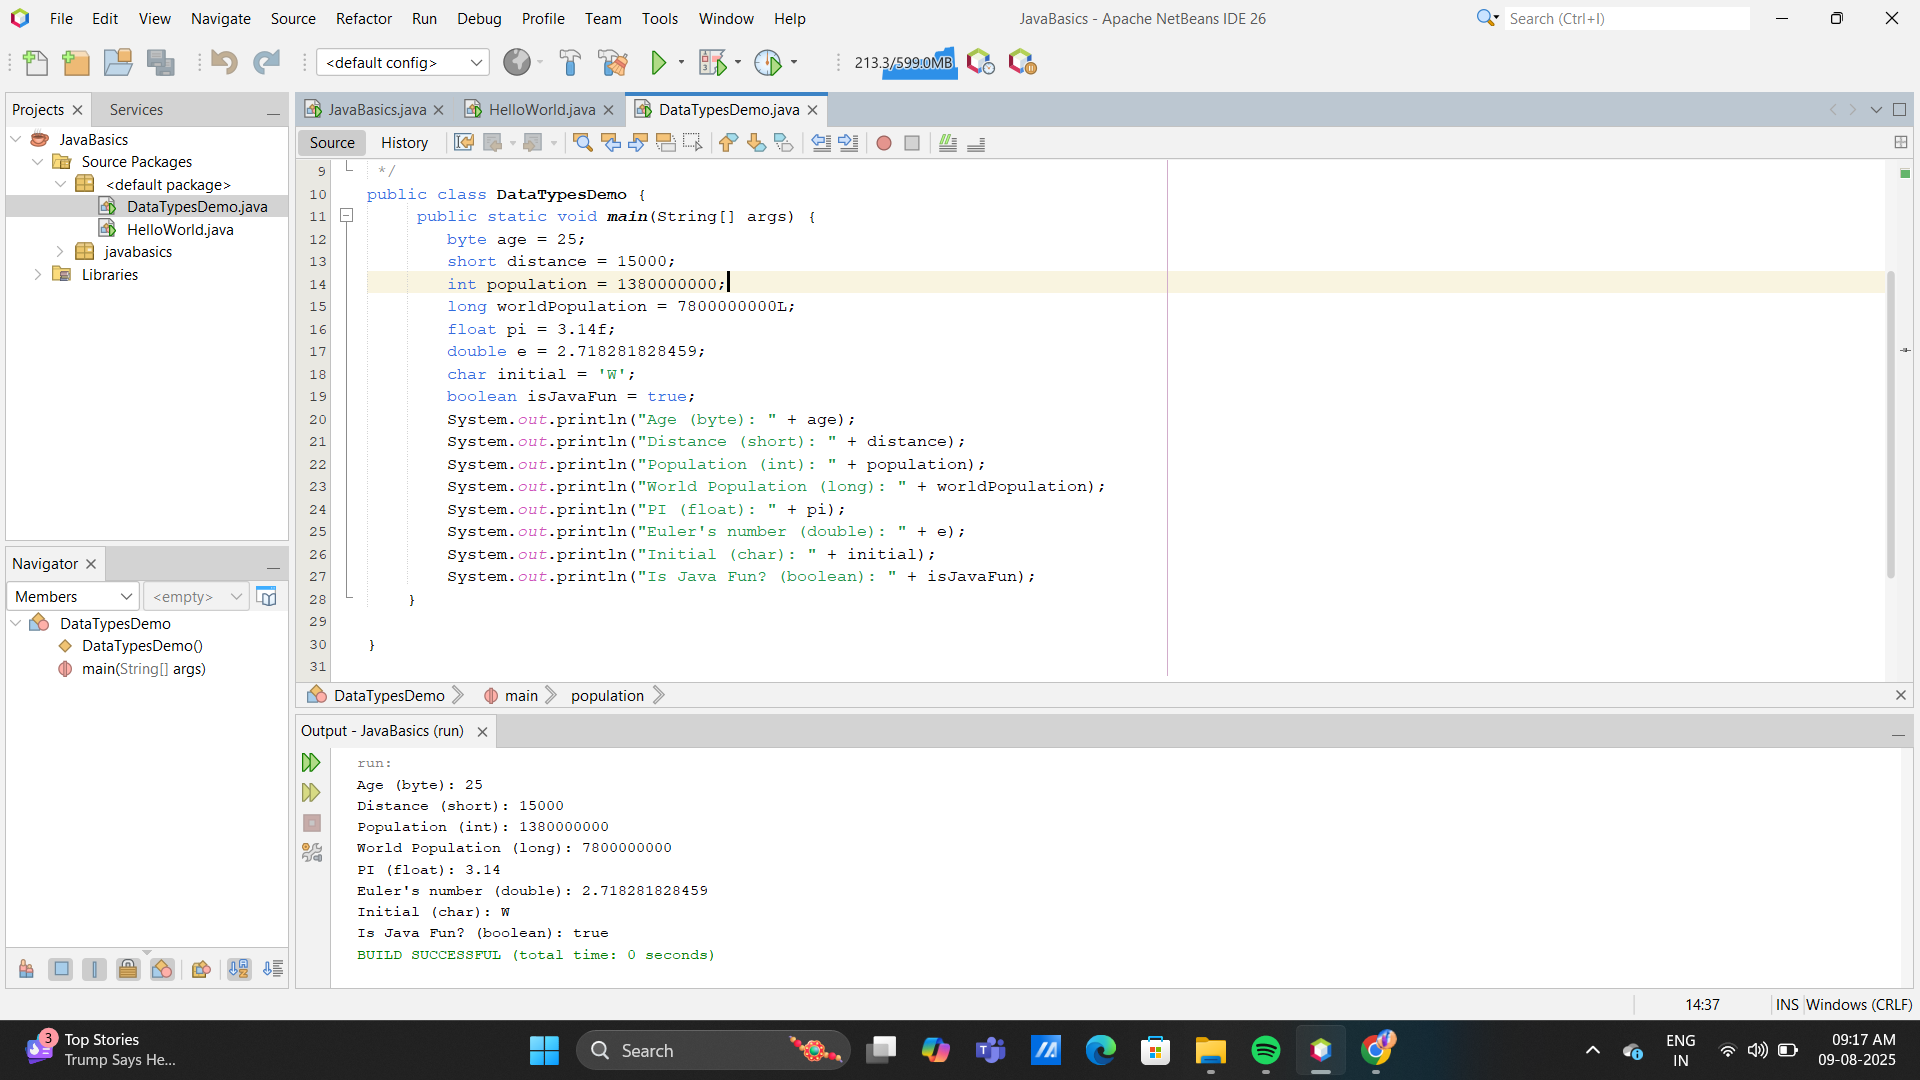 File Edit View Navigate Source Refactor Run Debug Profile Team Tools Window Help
JavaBasics - Apache NetBeans IDE 26
Search (Ctrl+I)
<default config>
213.3/599.0MB
Projects
Services
JavaBasics
Source Packages
<default package>
DataTypesDemo.java
HelloWorld.java
javabasics
Libraries
JavaBasics.java
HelloWorld.java
DataTypesDemo.java
Source
History
9 */
10 public class DataTypesDemo {
11 public static void main(String[] args) {
12 byte age = 25;
13 short distance = 15000;
14 int population = 1380000000;
15 long worldPopulation = 7800000000L;
16 float pi = 3.14f;
17 double e = 2.718281828459;
18 char initial = 'W';
19 boolean isJavaFun = true;
20 System.out.println("Age (byte): " + age);
21 System.out.println("Distance (short): " + distance);
22 System.out.println("Population (int): " + population);
23 System.out.println("World Population (long): " + worldPopulation);
24 System.out.println("PI (float): " + pi);
25 System.out.println("Euler's number (double): " + e);
26 System.out.println("Initial (char): " + initial);
27 System.out.println("Is Java Fun? (boolean): " + isJavaFun);
28 }
29
30 }
31
DataTypesDemo main population
Navigator
Members
<empty>
DataTypesDemo
DataTypesDemo()
main(String[] args)
Output - JavaBasics (run)
run:
Age (byte): 25
Distance (short): 15000
Population (int): 1380000000
World Population (long): 7800000000
PI (float): 3.14
Euler's number (double): 2.718281828459
Initial (char): W
Is Java Fun? (boolean): true
BUILD SUCCESSFUL (total time: 0 seconds)
14:37
INS
Windows (CRLF)
3
Top Stories
Trump Says He...
Search
ENG
IN
09:17 AM
09-08-2025